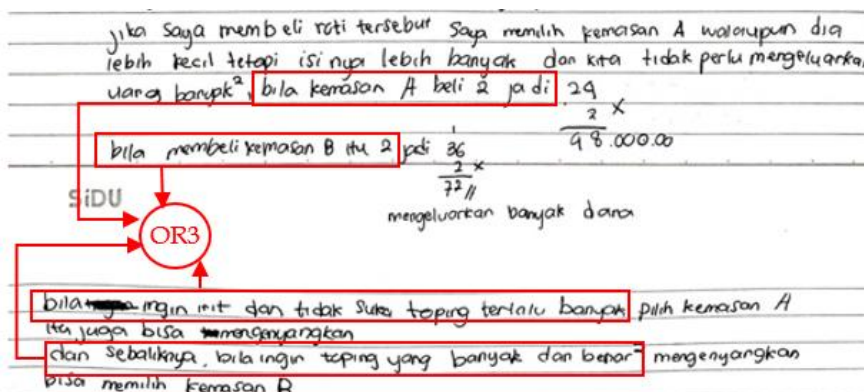 jika saya membeli roti tersebut saya memilih kemasan A walaupun dia
lebih kecil tetapi isi nya lebih banyak dan kita tidak perlu mengeluarkan
uang banyak², bila kemasan A beli 2 jadi 24
2 x
48.000.00
bila membeli kemasan B itu 2 jadi 36
2 x
72 //
SiDU
mengeluarkan banyak dana
OR3
bila ingin irit dan tidak suka toping terlalu banyak pilih kemasan A
itu juga bisa mengenyangkan
dan sebaliknya, bila ingin toping yang banyak dan benar² mengenyangkan
bisa memilih kemasan B